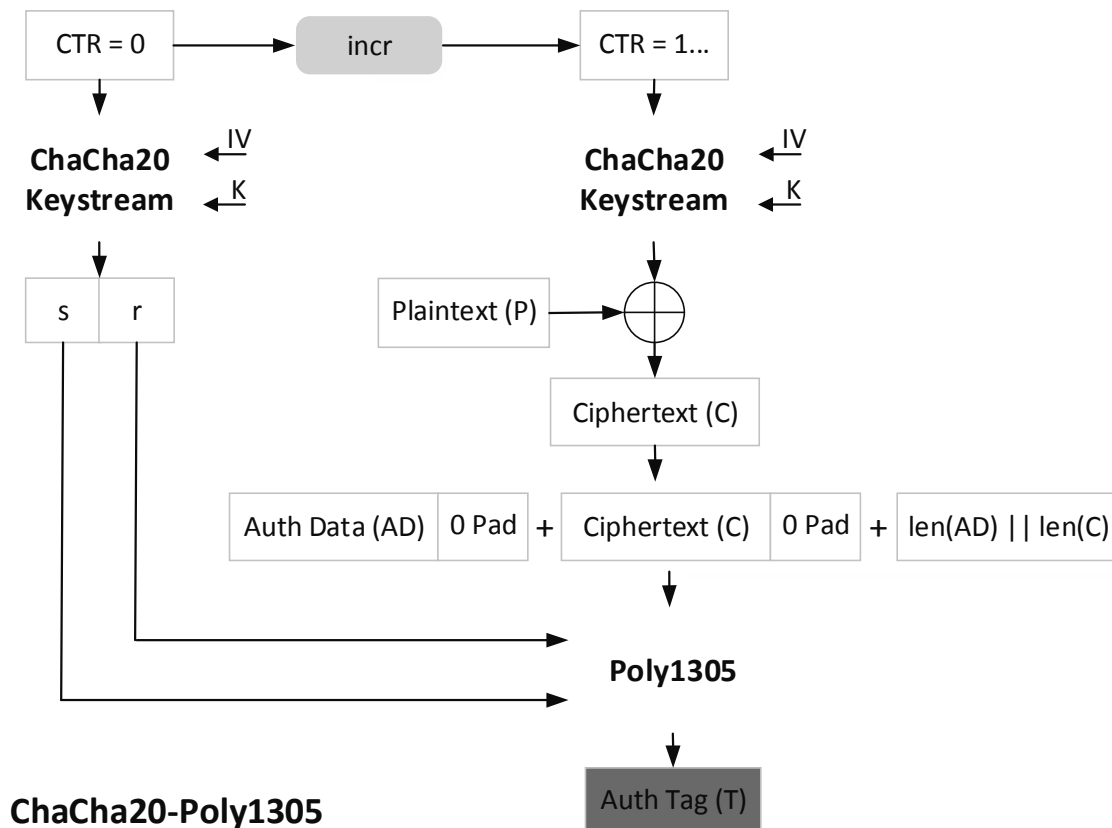 CTR = 0
incr
CTR = 1...
ChaCha20
Keystream
IV
K
ChaCha20
Keystream
IV
K
s
r
Plaintext (P)
Ciphertext (C)
Auth Data (AD) 0 Pad + Ciphertext (C) 0 Pad + len(AD) || len(C)
Poly1305
Auth Tag (T)
ChaCha20-Poly1305